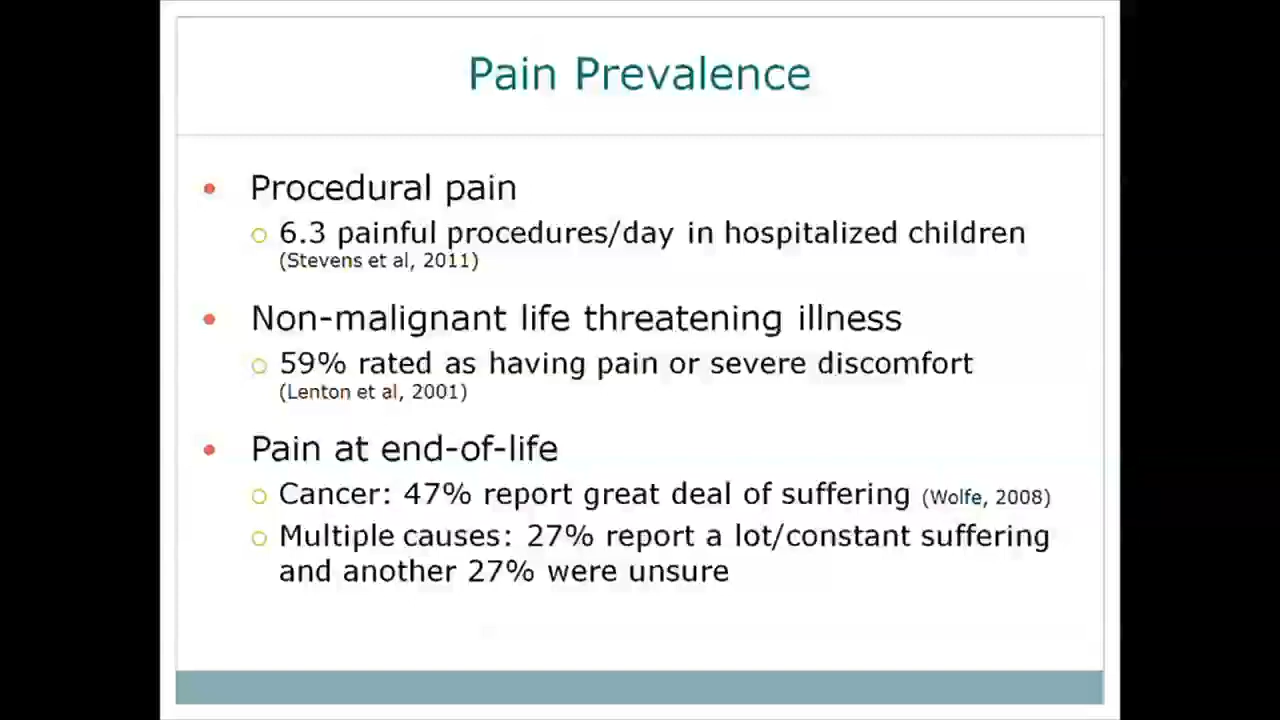 Pain Prevalence
• Procedural pain
○ 6.3 painful procedures/day in hospitalized children
(Stevens et al, 2011)
• Non-malignant life threatening illness
○ 59% rated as having pain or severe discomfort
(Lenton et al, 2001)
• Pain at end-of-life
○ Cancer: 47% report great deal of suffering (Wolfe, 2008)
○ Multiple causes: 27% report a lot/constant suffering
and another 27% were unsure